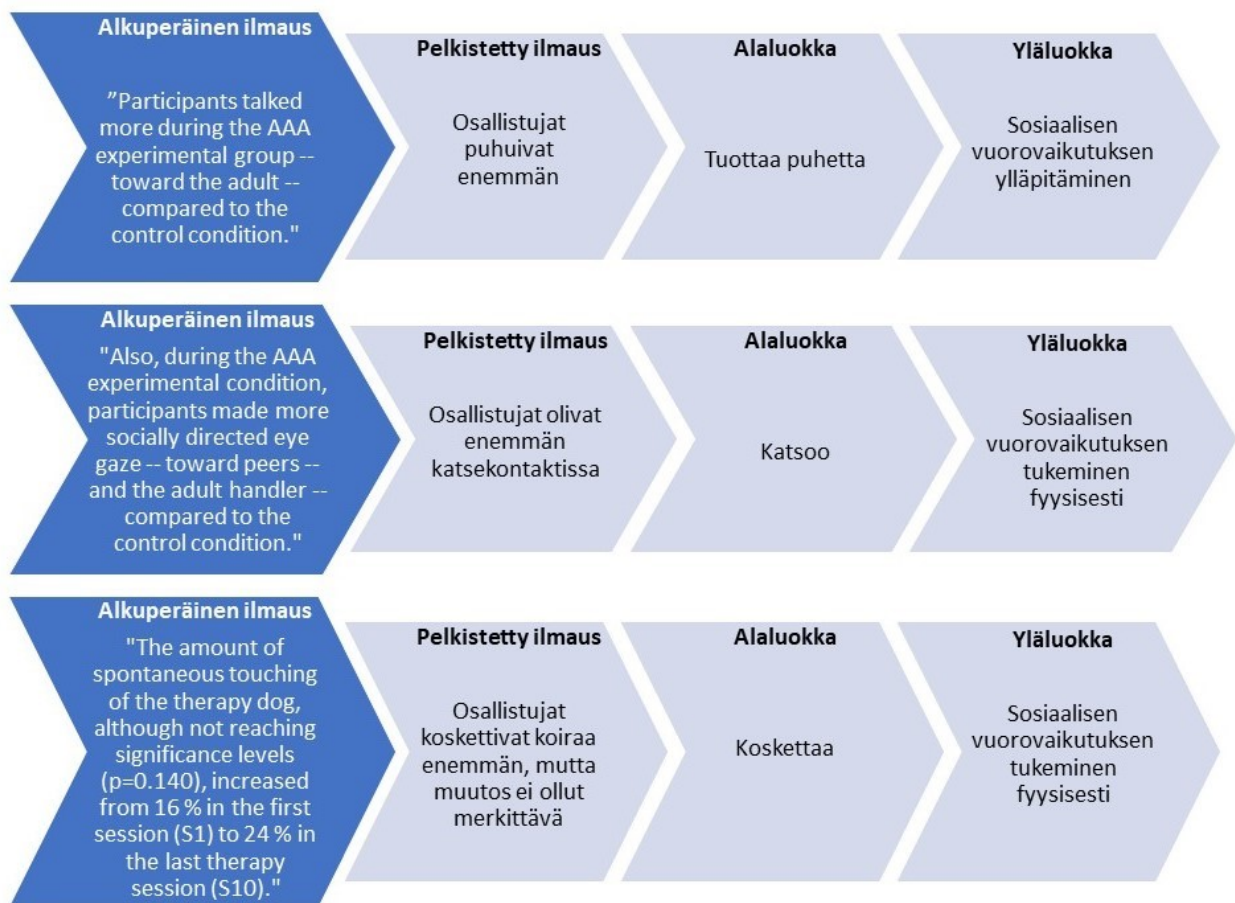 Alkuperäinen ilmaus
”Participants talked
more during the AAA
experimental group --
toward the adult --
compared to the
control condition."
Pelkistetty ilmaus
Osallistujat
puhuivat
enemmän
Alaluokka
Tuottaa puhetta
Yläluokka
Sosiaalisen
vuorovaikutuksen
ylläpitäminen
Alkuperäinen ilmaus
"Also, during the AAA
experimental condition,
participants made more
socially directed eye
gaze -- toward peers --
and the adult handler --
compared to the
control condition."
Pelkistetty ilmaus
Osallistujat olivat
enemmän
katsekontaktissa
Alaluokka
Katsoo
Yläluokka
Sosiaalisen
vuorovaikutuksen
tukeminen
fyysisesti
Alkuperäinen ilmaus
"The amount of
spontaneous touching
of the therapy dog,
although not reaching
significance levels
(p=0.140), increased
from 16 % in the first
session (S1) to 24 % in
the last therapy
session (S10)."
Pelkistetty ilmaus
Osallistujat
koskettivat koiraa
enemmän, mutta
muutos ei ollut
merkittävä
Alaluokka
Koskettaa
Yläluokka
Sosiaalisen
vuorovaikutuksen
tukeminen
fyysisesti